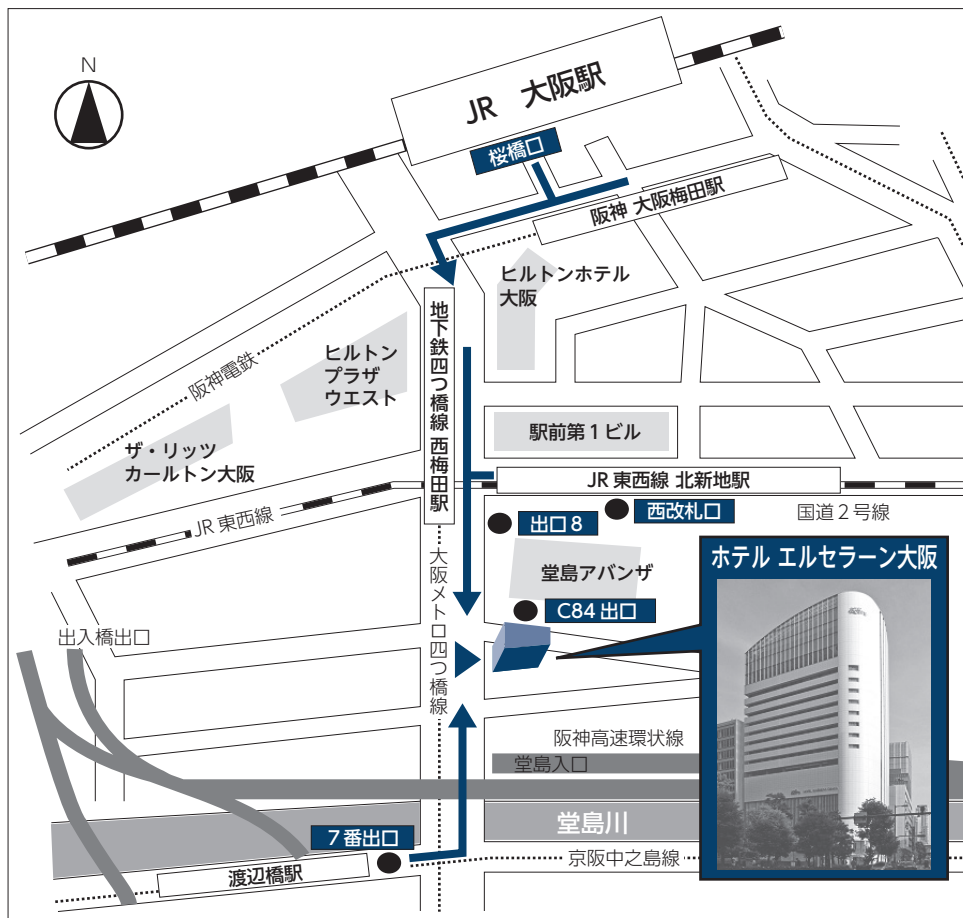 N
JR 大阪駅
桜橋口
阪神 大阪梅田駅
ヒルトンホテル
大阪
地下鉄四つ橋線 西梅田駅
ヒルトン
プラザ
ウエスト
阪神電鉄
ザ・リッツ
カールトン大阪
駅前第1ビル
JR東西線 北新地駅
JR東西線
出口8
西改札口
国道2号線
堂島アバンザ
C84出口
ホテル エルセラーン大阪
大阪メトロ四つ橋線
出入橋出口
阪神高速環状線
堂島入口
堂島川
7番出口
渡辺橋駅
京阪中之島線